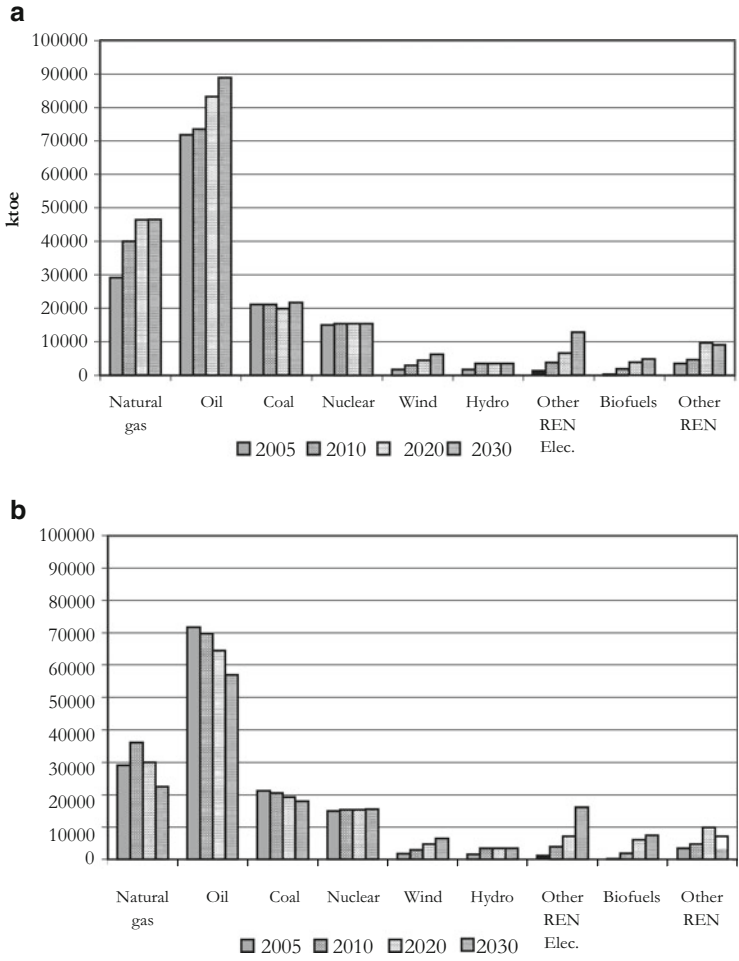 a
100000
90000
80000
70000
60000
50000
40000
30000
20000
10000
0
ktoe
Natural gas
Oil
Coal
Nuclear
Wind
Hydro
Other REN Elec.
Biofuels
Other REN
2005 2010 2020 2030
b
100000
90000
80000
70000
60000
50000
40000
30000
20000
10000
0
Natural gas
Oil
Coal
Nuclear
Wind
Hydro
Other REN Elec.
Biofuels
Other REN
2005 2010 2020 2030